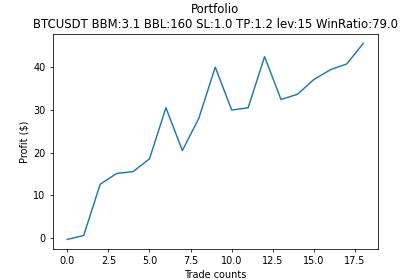 Portfolio
BTCUSDT BBM:3.1 BBL:160 SL:1.0 TP:1.2 lev:15 WinRatio:79.0
40
30
20
10
0
Profit ($)
0.0 2.5 5.0 7.5 10.0 12.5 15.0 17.5
Trade counts